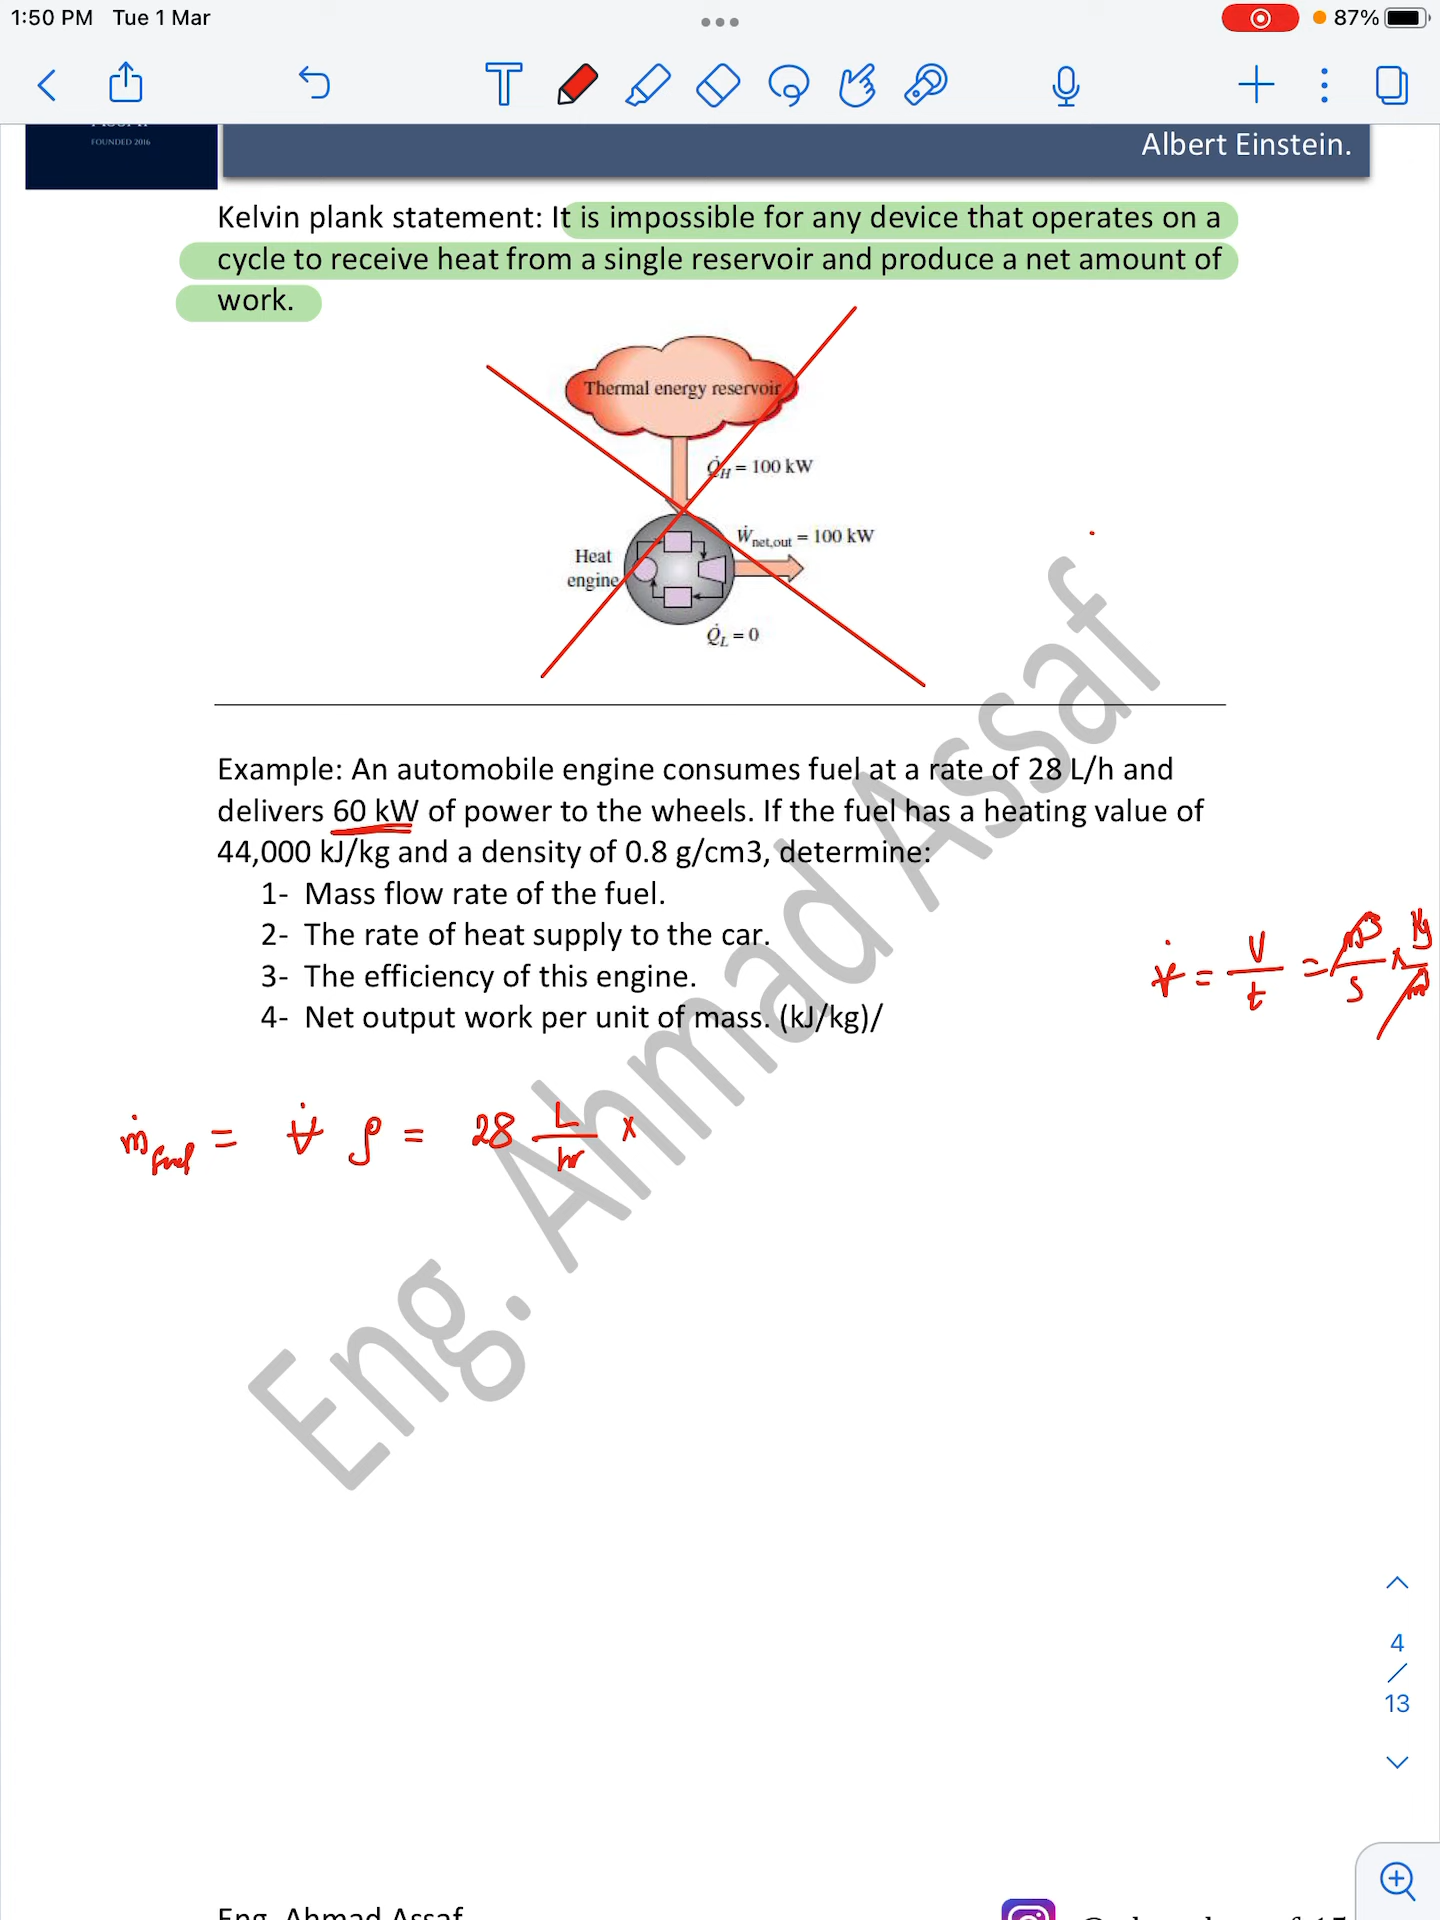 1:50 PM Tue 1 Mar
87%
FOUNDED 2016
Albert Einstein.
Kelvin plank statement: It is impossible for any device that operates on a
cycle to receive heat from a single reservoir and produce a net amount of
work.
Thermal energy reservoir
Q̇H = 100 kW
Ẇnet,out = 100 kW
Heat
engine
Q̇L = 0
Example: An automobile engine consumes fuel at a rate of 28 L/h and
delivers 60 kW of power to the wheels. If the fuel has a heating value of
44,000 kJ/kg and a density of 0.8 g/cm3, determine:
1- Mass flow rate of the fuel.
2- The rate of heat supply to the car.
3- The efficiency of this engine.
4- Net output work per unit of mass. (kJ/kg)/
V̇ = V/t = m3/s x kg/m3
ṁ fuel = V̇ ρ = 28 L/hr x
Eng. Ahmad Assaf
4
/
13
Eng. Ahmad Assaf